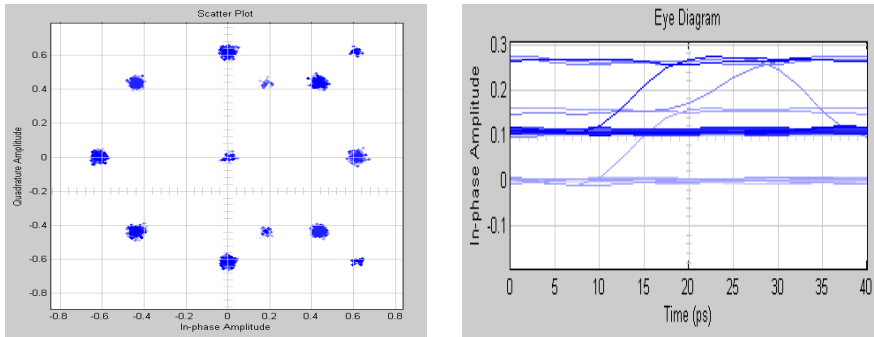 Scatter Plot
Quadrature Amplitude
0.6
0.4
0.2
0
-0.2
-0.4
-0.6
-0.8
-0.8 -0.6 -0.4 -0.2 0 0.2 0.4 0.6 0.8
In-phase Amplitude
Eye Diagram
In-phase Amplitude
0.3
0.2
0.1
0
-0.1
0 5 10 15 20 25 30 35 40
Time (ps)